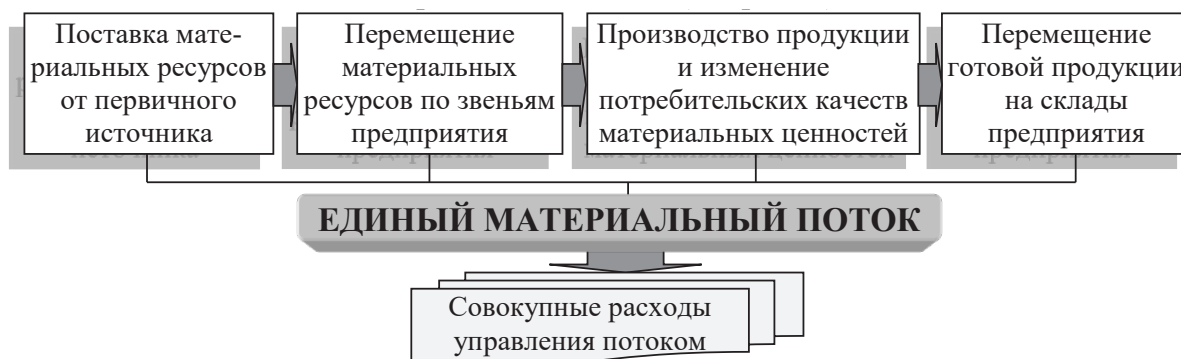 Поставка мате-
риальных ресурсов
от первичного
источника
Перемещение
материальных
ресурсов по звеньям
предприятия
Производство продукции
и изменение
потребительских качеств
материальных ценностей
Перемещение
готовой продукции
на склады
предприятия
ЕДИНЫЙ МАТЕРИАЛЬНЫЙ ПОТОК
Совокупные расходы
управления потоком